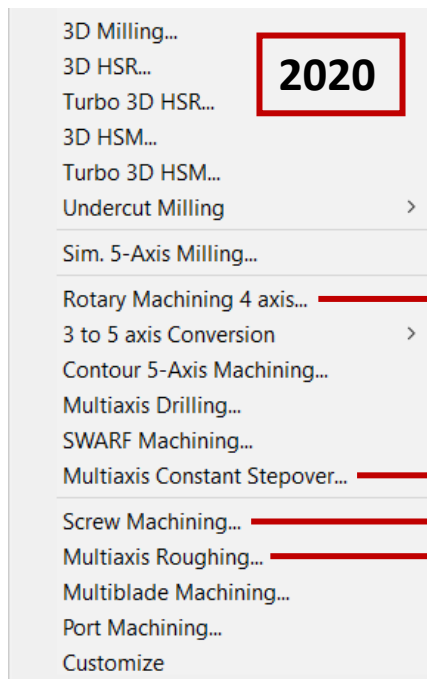 3D Milling...
3D HSR...
2020
Turbo 3D HSR...
3D HSM...
Turbo 3D HSM...
Undercut Milling >
Sim. 5-Axis Milling...
Rotary Machining 4 axis...
3 to 5 axis Conversion >
Contour 5-Axis Machining...
Multiaxis Drilling...
SWARF Machining...
Multiaxis Constant Stepover...
Screw Machining...
Multiaxis Roughing...
Multiblade Machining...
Port Machining...
Customize